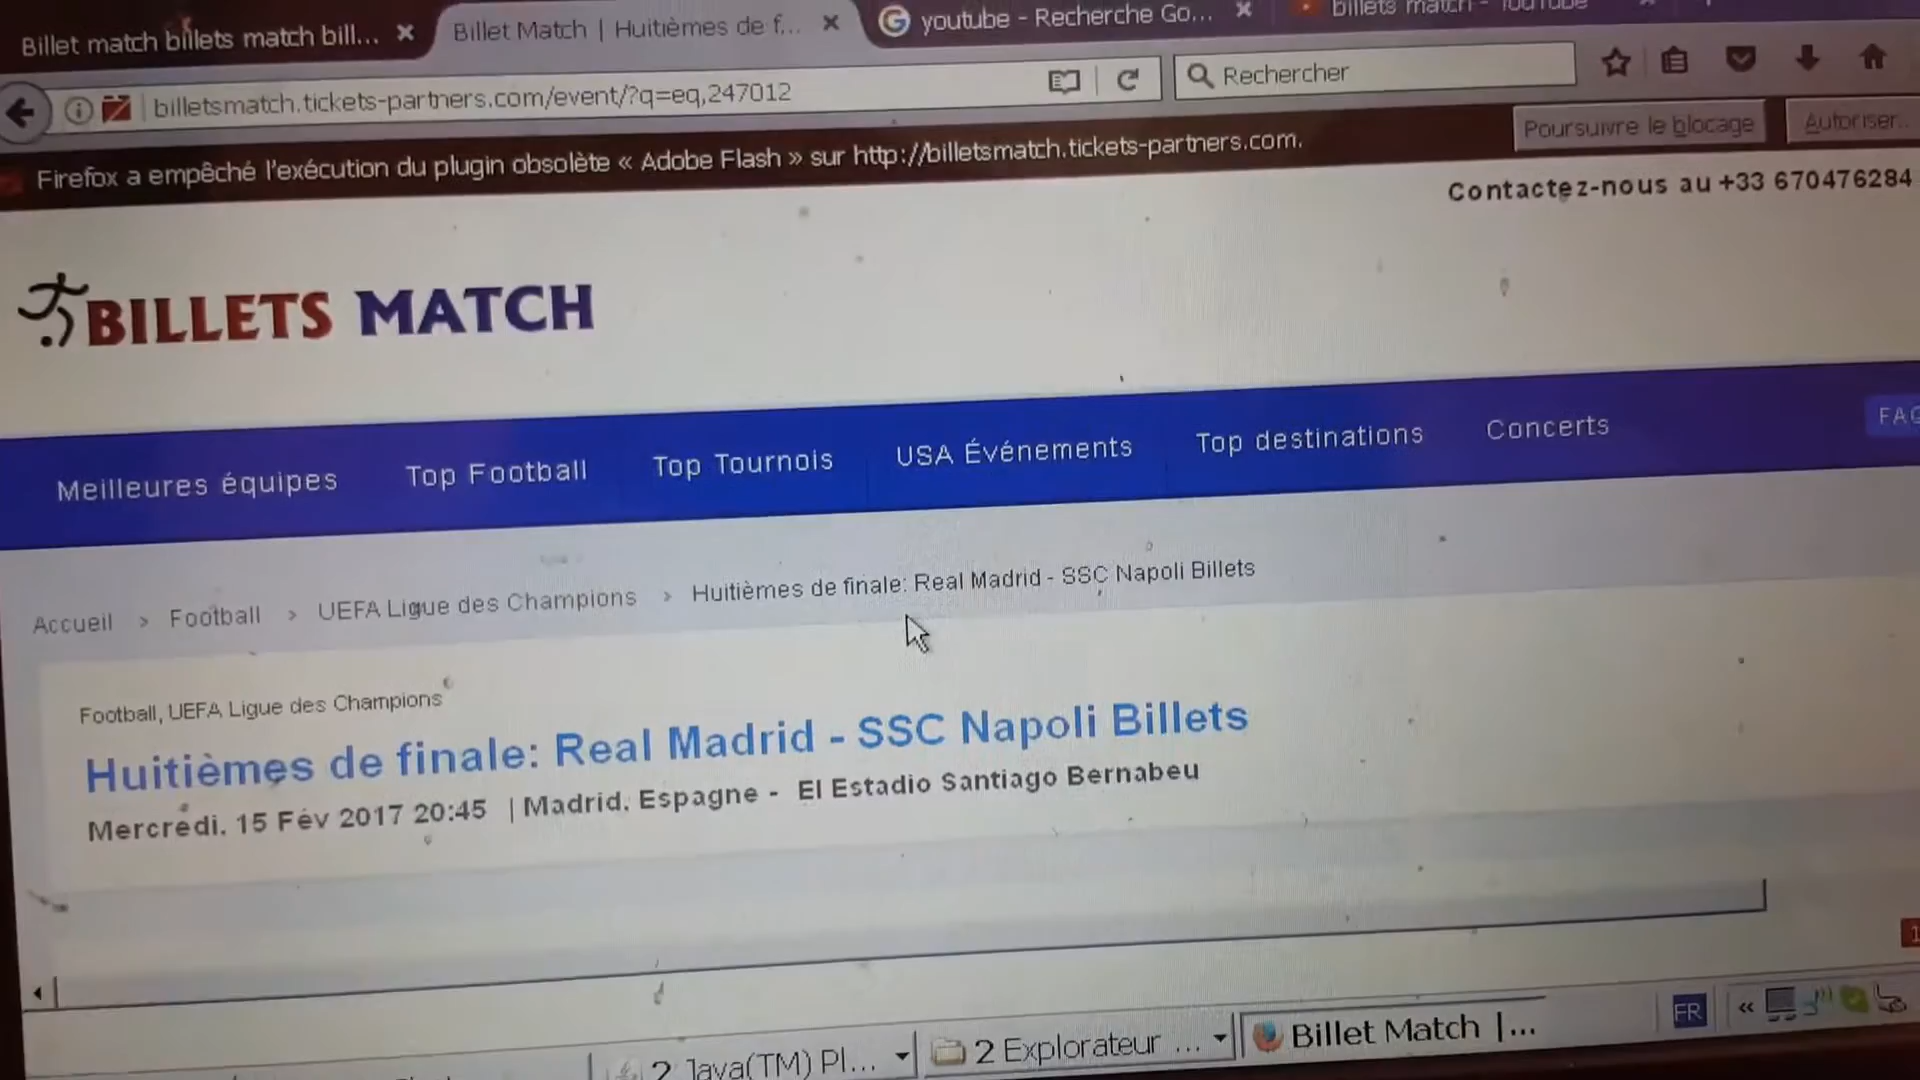 Billet match billets match bill...
Billet Match | Huitièmes de f...
youtube - Recherche Go...
billets match - YouTube
billetsmatch.tickets-partners.com/event/?q=eq,247012
Rechercher
Firefox a empêché l'exécution du plugin obsolète « Adobe Flash » sur http://billetsmatch.tickets-partners.com.
Poursuivre le blocage
Autoriser...
Contactez-nous au +33 670476284
BILLETS MATCH
Meilleures équipes
Top Football
Top Tournois
USA Événements
Top destinations
Concerts
FAQ
Accueil > Football > UEFA Ligue des Champions > Huitièmes de finale: Real Madrid - SSC Napoli Billets
Football, UEFA Ligue des Champions
Huitièmes de finale: Real Madrid - SSC Napoli Billets
Mercredi, 15 Fév 2017 20:45 | Madrid, Espagne - El Estadio Santiago Bernabeu
2 Java(TM) Pl...
2 Explorateur ...
Billet Match |...
FR
«